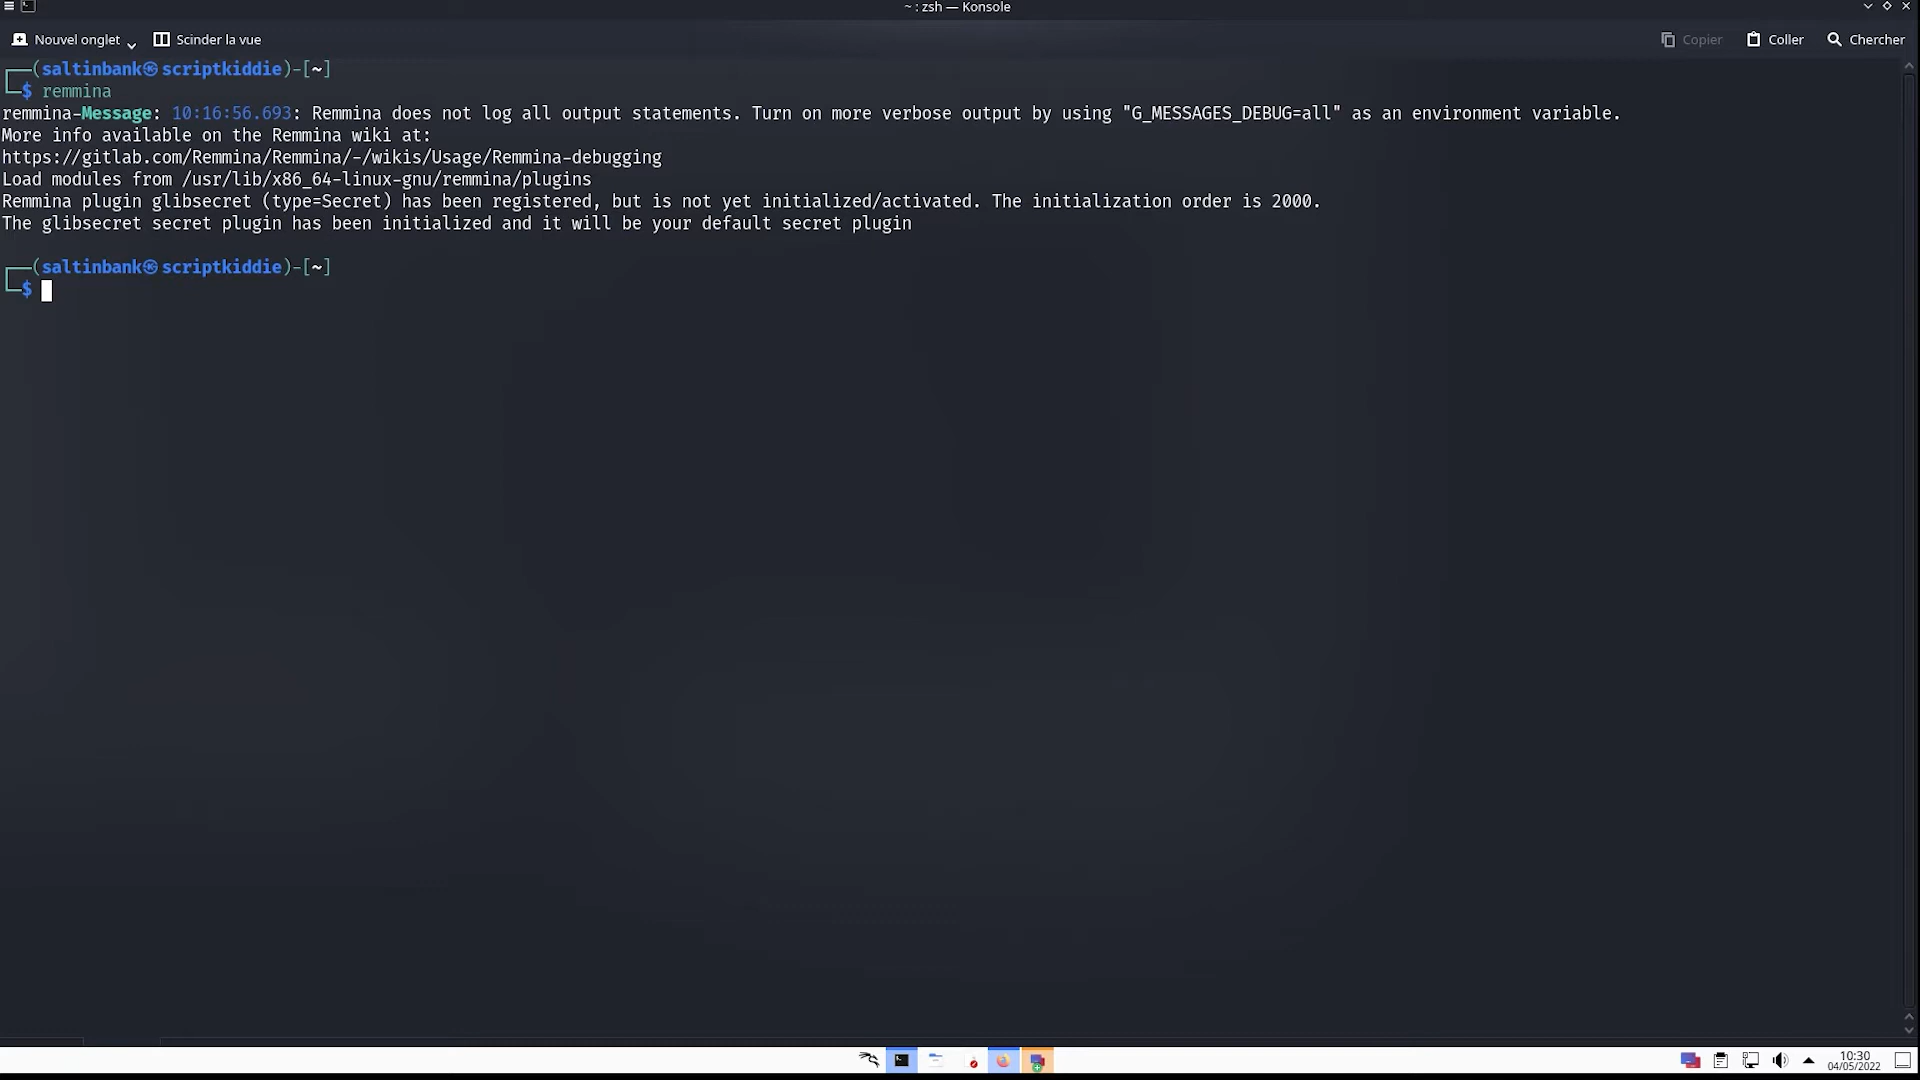 ~ : zsh — Konsole
Nouvel onglet
Scinder la vue
Copier
Coller
Chercher
┌──(saltinbank㉿scriptkiddie)-[~]
└─$ remmina
remmina-Message: 10:16:56.693: Remmina does not log all output statements. Turn on more verbose output by using "G_MESSAGES_DEBUG=all" as an environment variable.
More info available on the Remmina wiki at:
https://gitlab.com/Remmina/Remmina/-/wikis/Usage/Remmina-debugging
Load modules from /usr/lib/x86_64-linux-gnu/remmina/plugins
Remmina plugin glibsecret (type=Secret) has been registered, but is not yet initialized/activated. The initialization order is 2000.
The glibsecret secret plugin has been initialized and it will be your default secret plugin
┌──(saltinbank㉿scriptkiddie)-[~]
└─$
10:30
04/05/2022